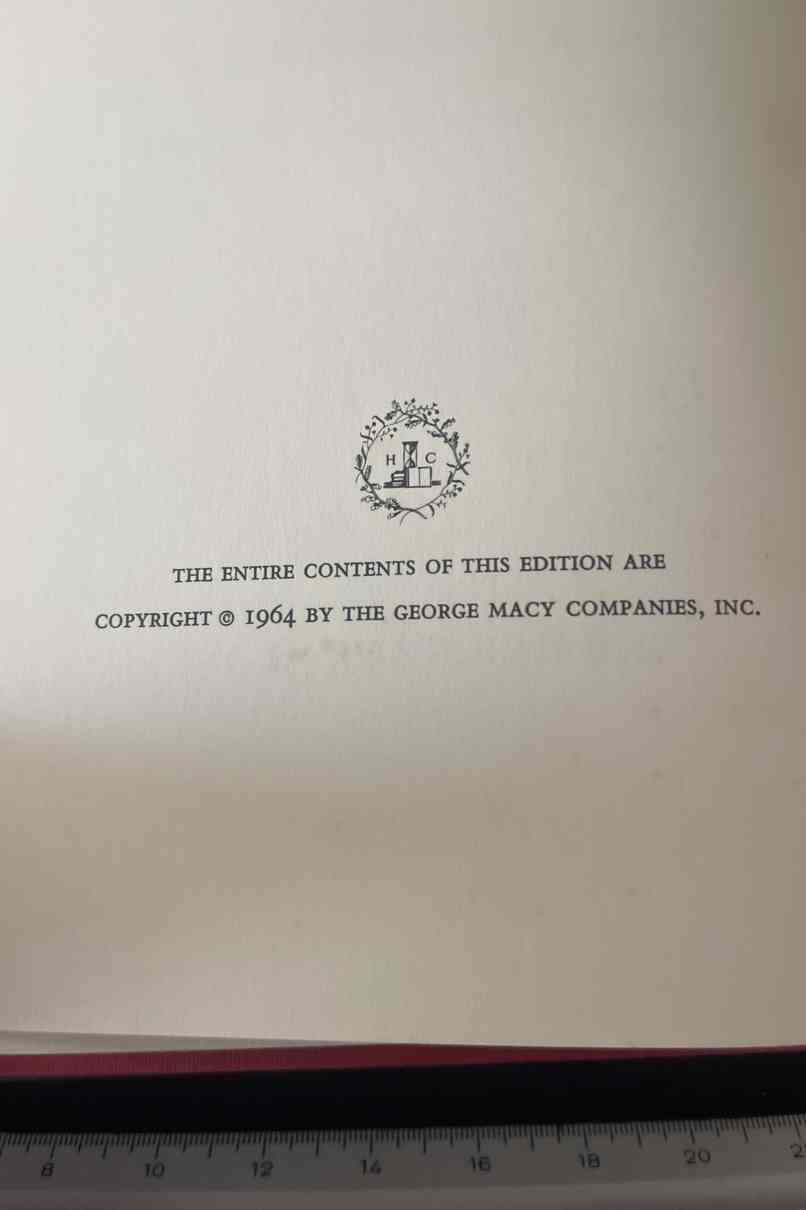 H C
THE ENTIRE CONTENTS OF THIS EDITION ARE
COPYRIGHT © 1964 BY THE GEORGE MACY COMPANIES, INC.
8 10 12 14 16 18 20